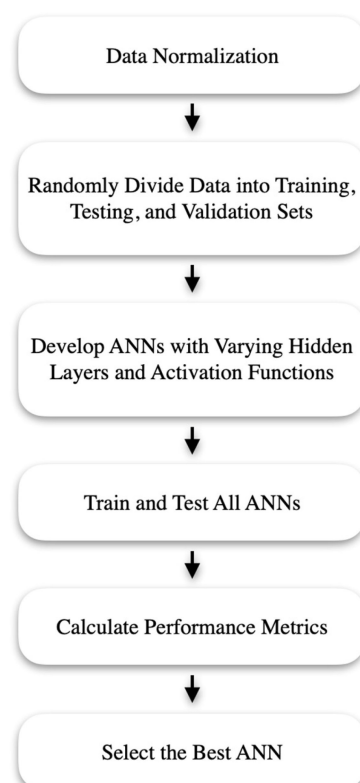 Data Normalization
Randomly Divide Data into Training,
Testing, and Validation Sets
Develop ANNs with Varying Hidden
Layers and Activation Functions
Train and Test All ANNs
Calculate Performance Metrics
Select the Best ANN